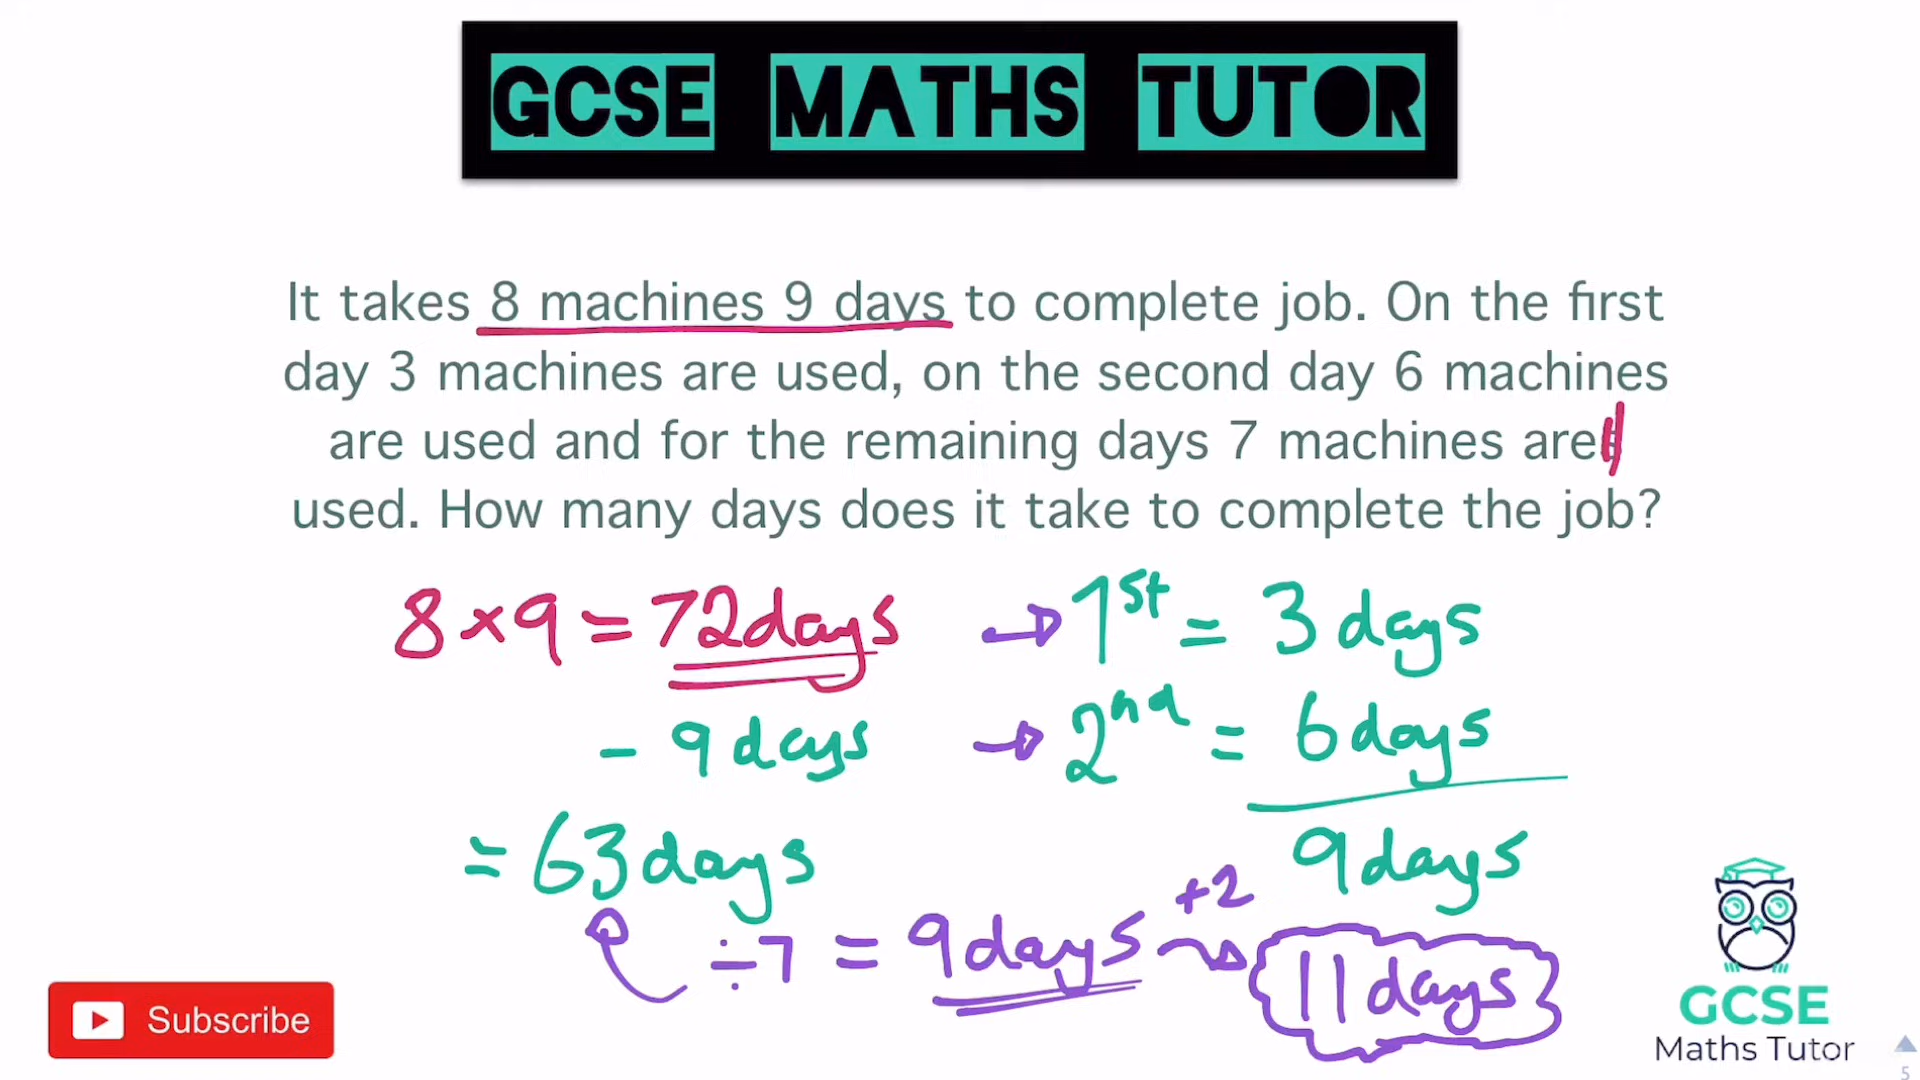 GCSE MATHS TUTOR
It takes 8 machines 9 days to complete job. On the first
day 3 machines are used, on the second day 6 machines
are used and for the remaining days 7 machines are
used. How many days does it take to complete the job?
8 × 9 = 72 days → 1st = 3 days
- 9 days → 2nd = 6 days
= 63 days 9 days
÷ 7 = 9 days +2 → 11 days
Subscribe
GCSE
Maths Tutor
5